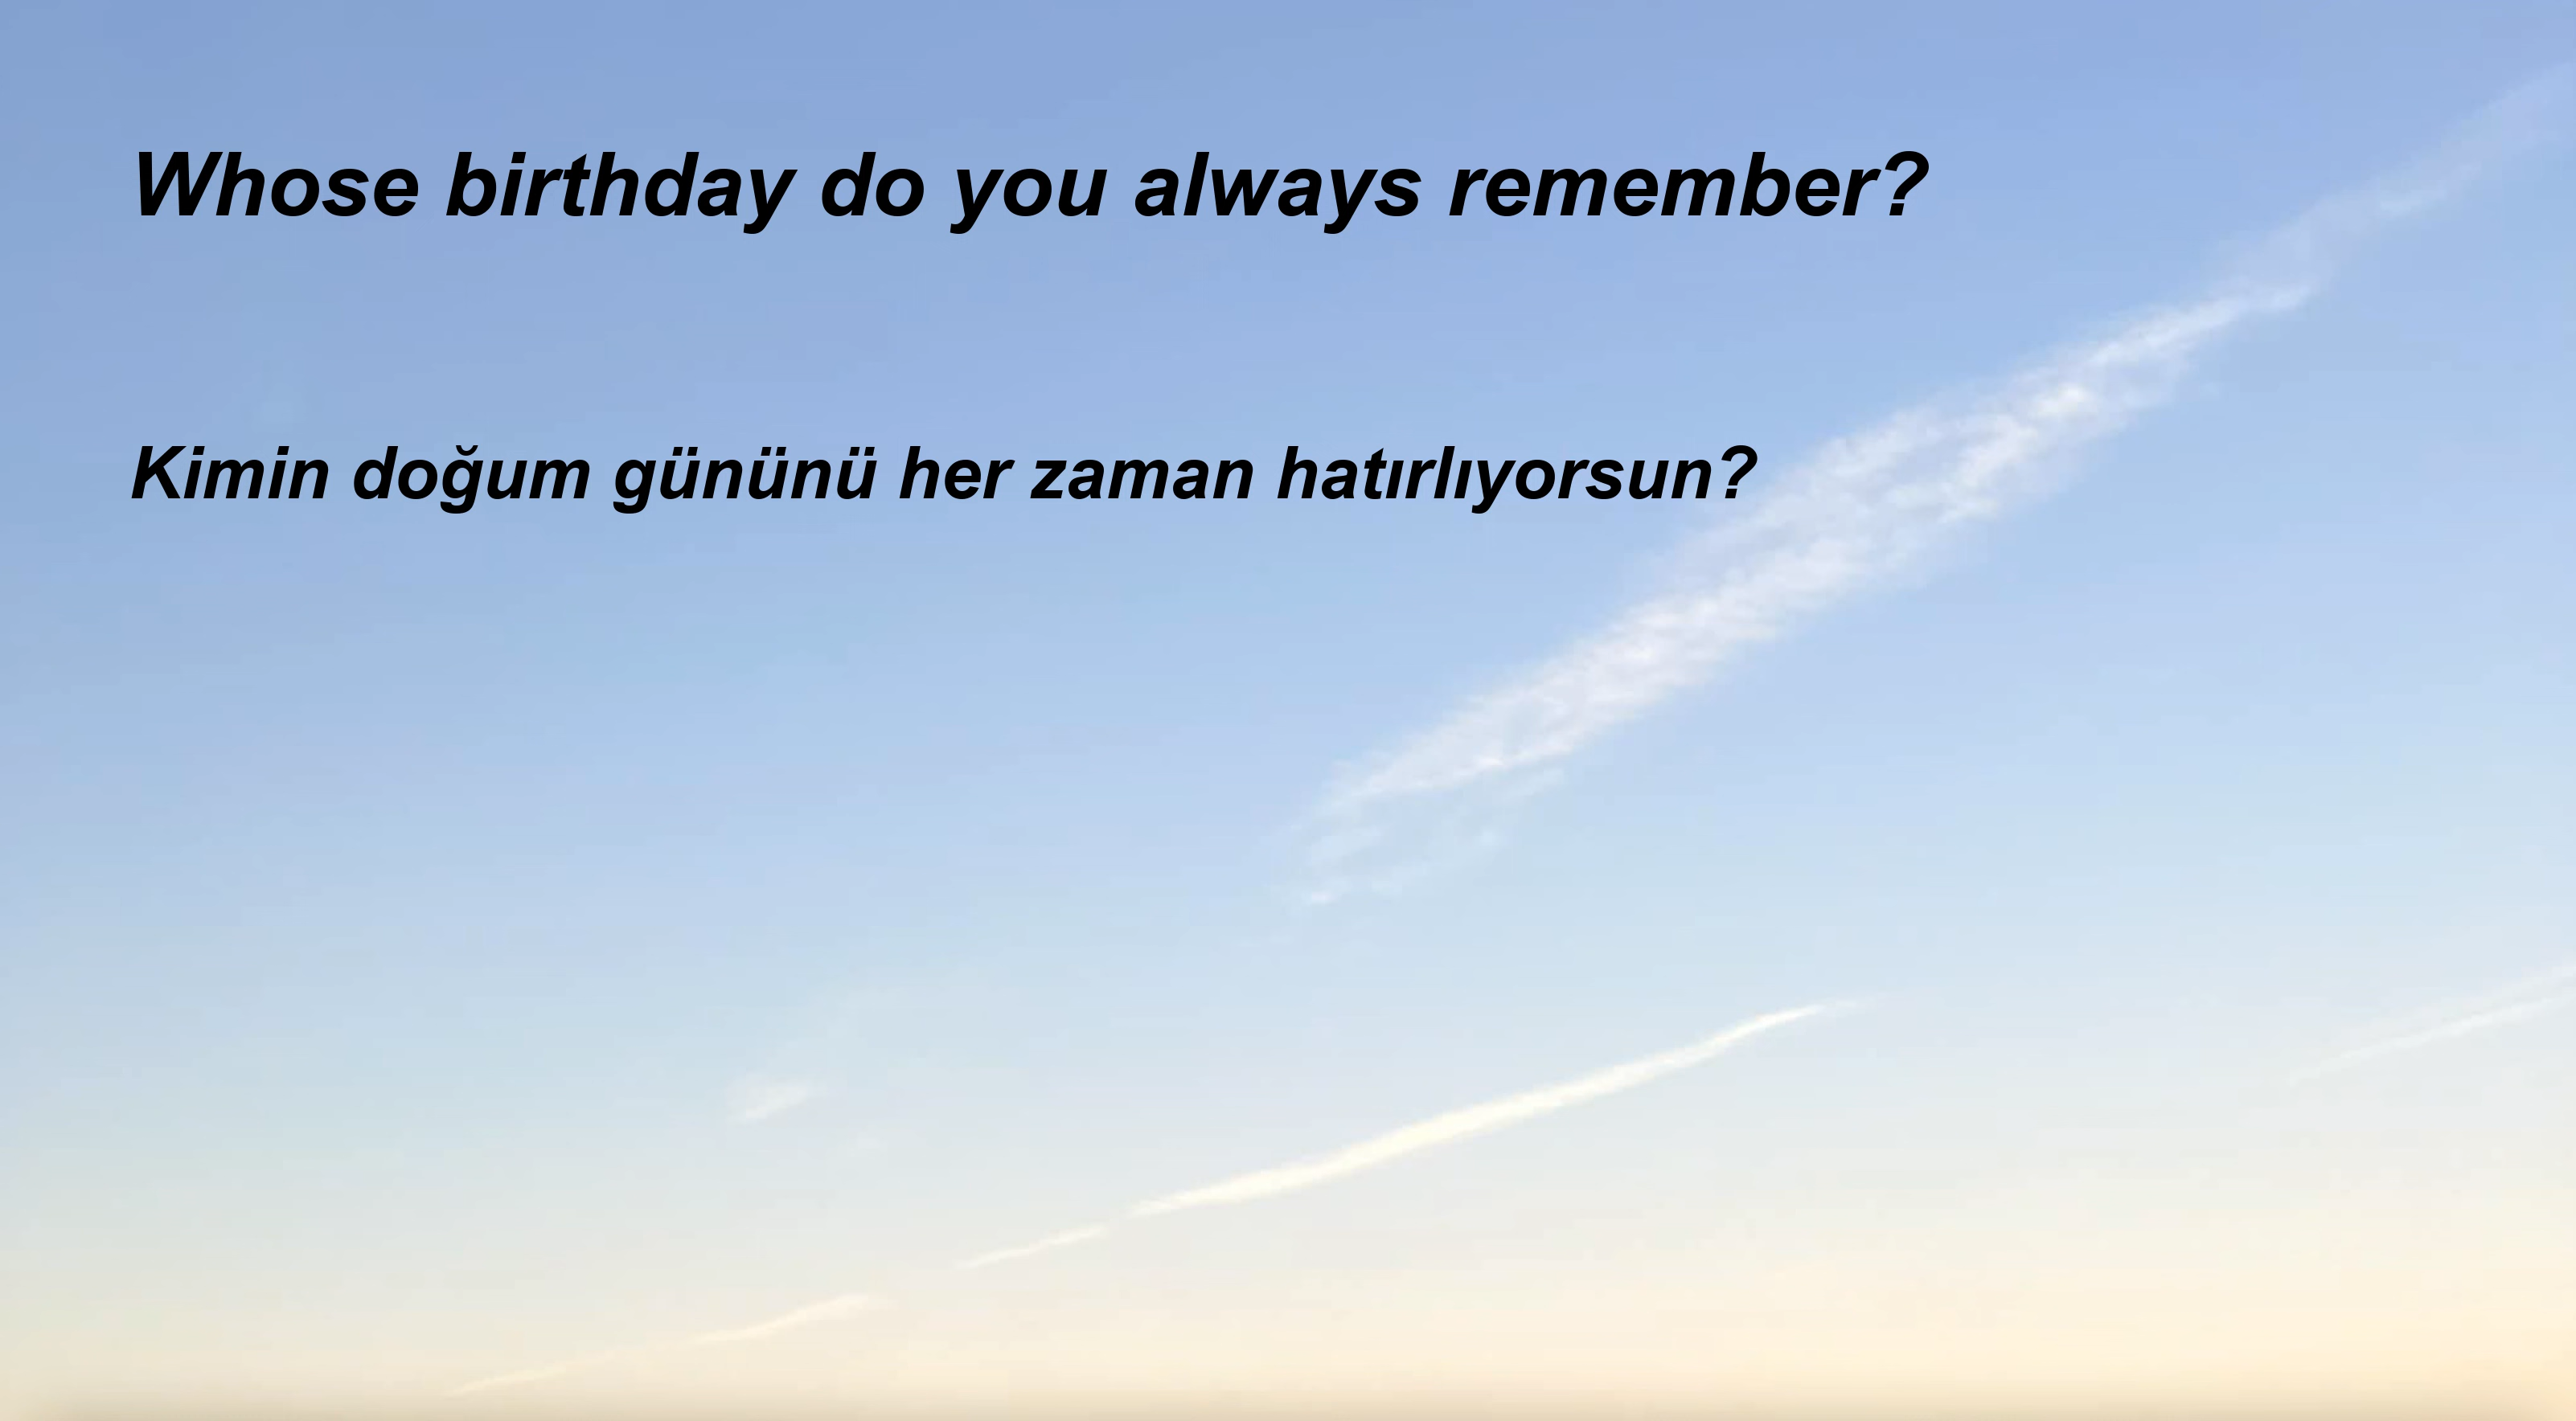 Whose birthday do you always remember?
Kimin doğum gününü her zaman hatırlıyorsun?